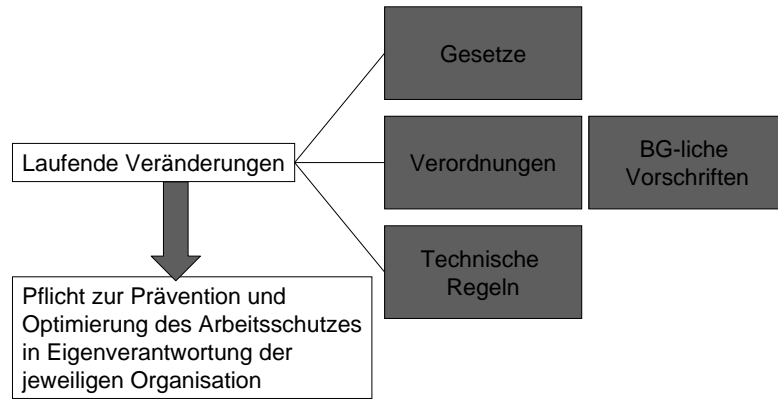 Gesetze
Laufende Veränderungen
Verordnungen
BG-liche
Vorschriften
Technische
Regeln
Pflicht zur Prävention und
Optimierung des Arbeitsschutzes
in Eigenverantwortung der
jeweiligen Organisation